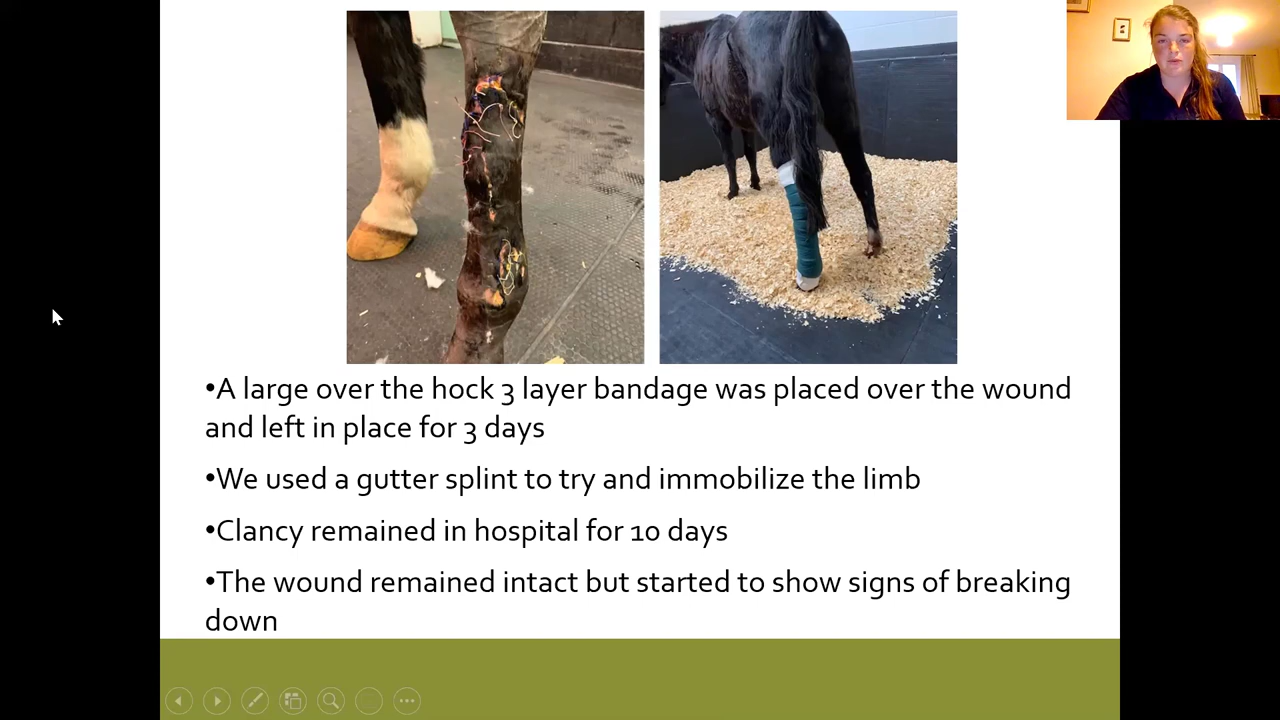 •A large over the hock 3 layer bandage was placed over the wound
and left in place for 3 days
•We used a gutter splint to try and immobilize the limb
•Clancy remained in hospital for 10 days
•The wound remained intact but started to show signs of breaking
down